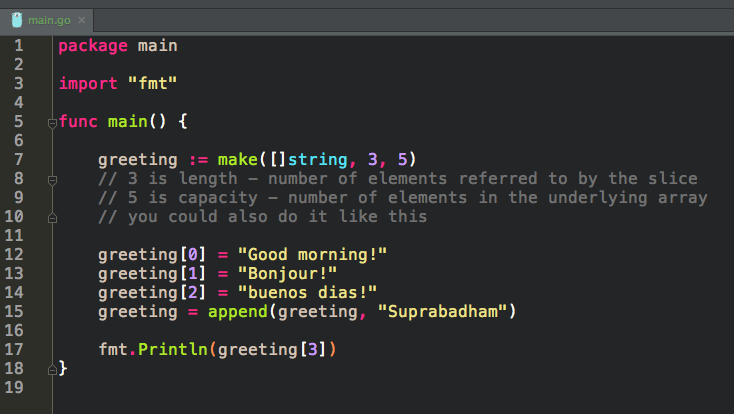 main.go ×
1 package main
2
3 import "fmt"
4
5 func main() {
6
7     greeting := make([]string, 3, 5)
8     // 3 is length – number of elements referred to by the slice
9     // 5 is capacity – number of elements in the underlying array
10     // you could also do it like this
11
12     greeting[0] = "Good morning!"
13     greeting[1] = "Bonjour!"
14     greeting[2] = "buenos dias!"
15     greeting = append(greeting, "Suprabadham")
16
17     fmt.Println(greeting[3])
18 }
19